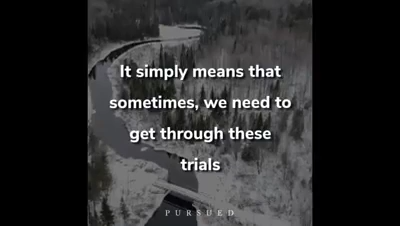 It simply means that
sometimes, we need to
get through these
trials
PURSUED